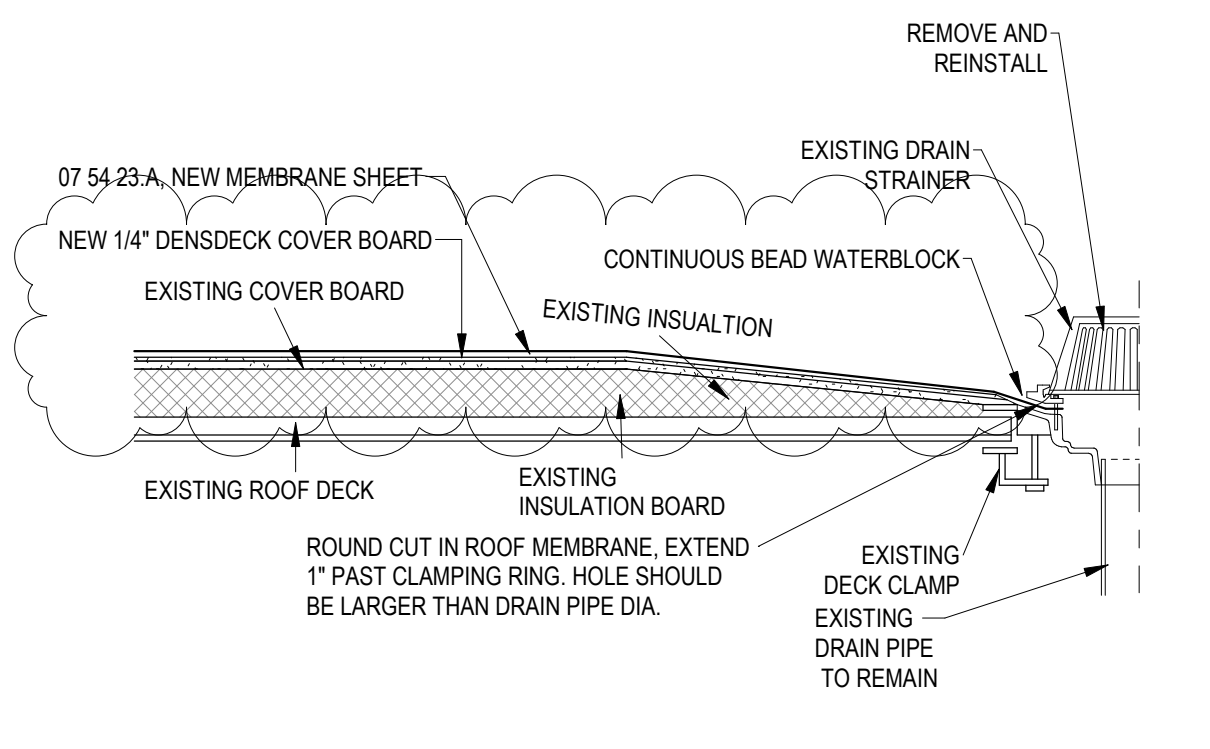 REMOVE AND
REINSTALL
EXISTING DRAIN
STRAINER
07 54 23.A, NEW MEMBRANE SHEET
NEW 1/4" DENSDECK COVER BOARD
CONTINUOUS BEAD WATERBLOCK
EXISTING COVER BOARD
EXISTING INSUALTION
EXISTING ROOF DECK
EXISTING
INSULATION BOARD
ROUND CUT IN ROOF MEMBRANE, EXTEND
1" PAST CLAMPING RING. HOLE SHOULD
BE LARGER THAN DRAIN PIPE DIA.
EXISTING
DECK CLAMP
EXISTING
DRAIN PIPE
TO REMAIN